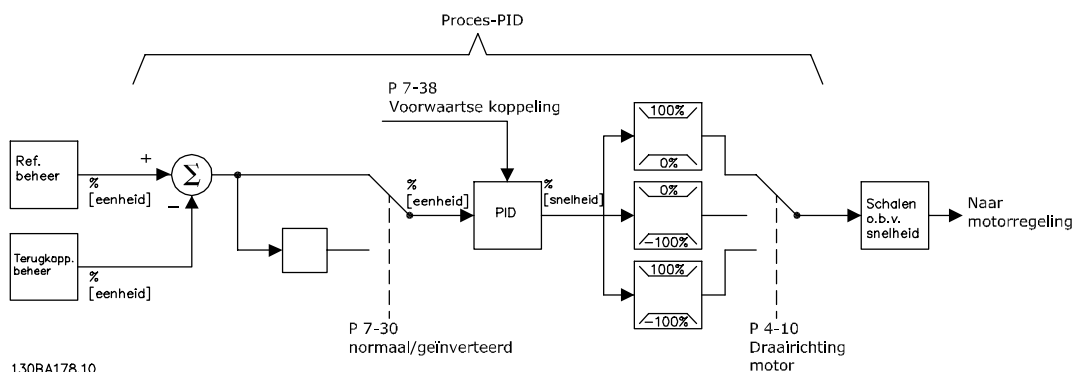 Proces-PID
P 7-38
Voorwaartse koppeling
Ref.
beheer
+
%
[eenheid]
Σ
−
Terugkopp.
beheer
%
[eenheid]
%
[eenheid]
PID
%
[snelheid]
100%
0%
0%
−100%
100%
−100%
Schalen
o.b.v.
snelheid
Naar
motorregeling
P 7-30
normaal/geïnverteerd
P 4-10
Draairichting
motor
130BA178.10